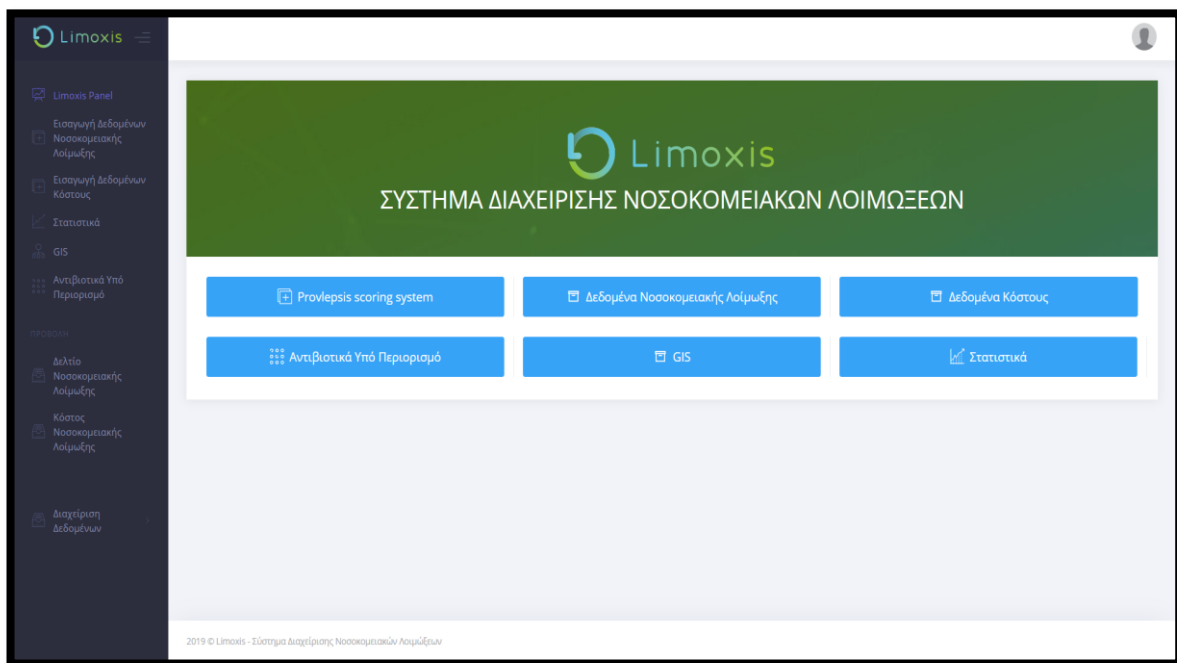 Limoxis
Limoxis Panel
Εισαγωγή Δεδομένων
Νοσοκομειακής
Λοίμωξης
Εισαγωγή Δεδομένων
Κόστους
Στατιστικά
GIS
Αντιβιοτικά Υπό
Περιορισμό
ΠΡΟΒΟΛΗ
Δελτίο
Νοσοκομειακής
Λοίμωξης
Κόστος
Νοσοκομειακής
Λοίμωξης
Διαχείριση
Δεδομένων
Limoxis
ΣΥΣΤΗΜΑ ΔΙΑΧΕΙΡΙΣΗΣ ΝΟΣΟΚΟΜΕΙΑΚΩΝ ΛΟΙΜΩΞΕΩΝ
Provlepsis scoring system
Δεδομένα Νοσοκομειακής Λοίμωξης
Δεδομένα Κόστους
Αντιβιοτικά Υπό Περιορισμό
GIS
Στατιστικά
2019 © Limoxis - Σύστημα Διαχείρισης Νοσοκομειακών Λοιμώξεων